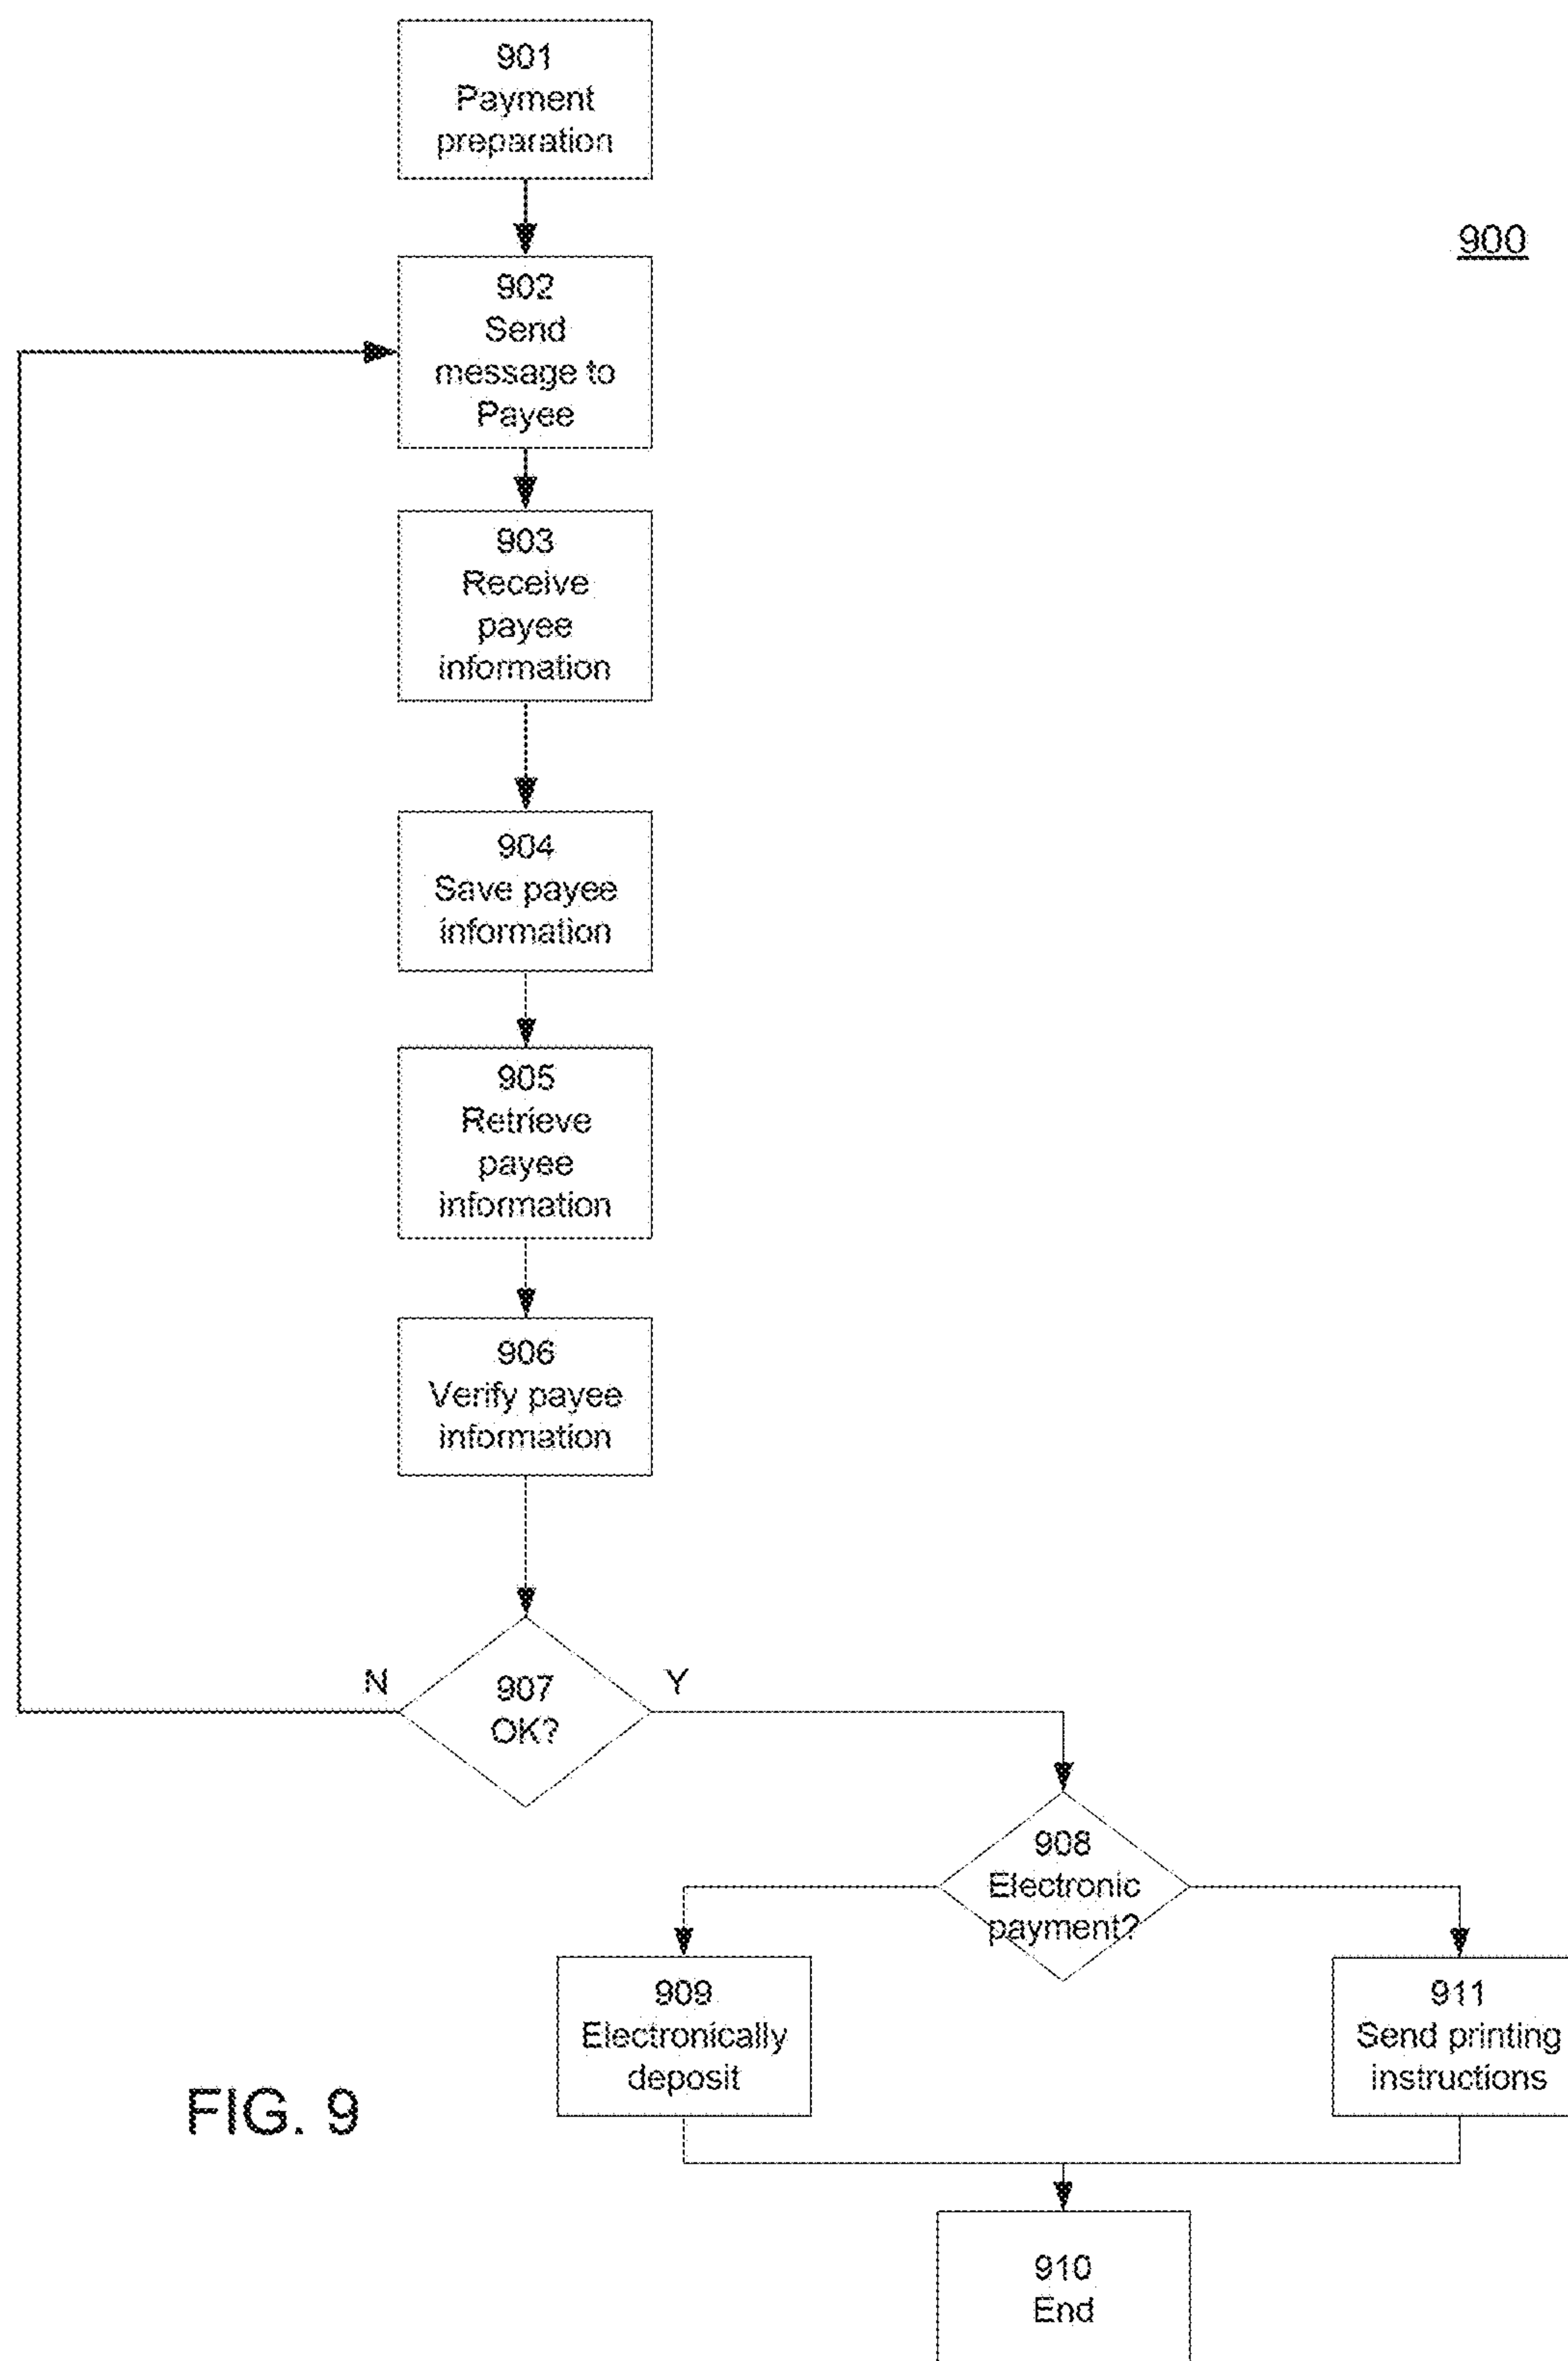 901
Payment
preparation
900
902
Send
message to
Payee
903
Receive
payee
information
904
Save payee
information
905
Retrieve
payee
information
906
Verify payee
information
N
Y
907
OK?
908
Electronic
payment?
909
Electronically
deposit
911
Send printing
instructions
FIG. 9
910
End